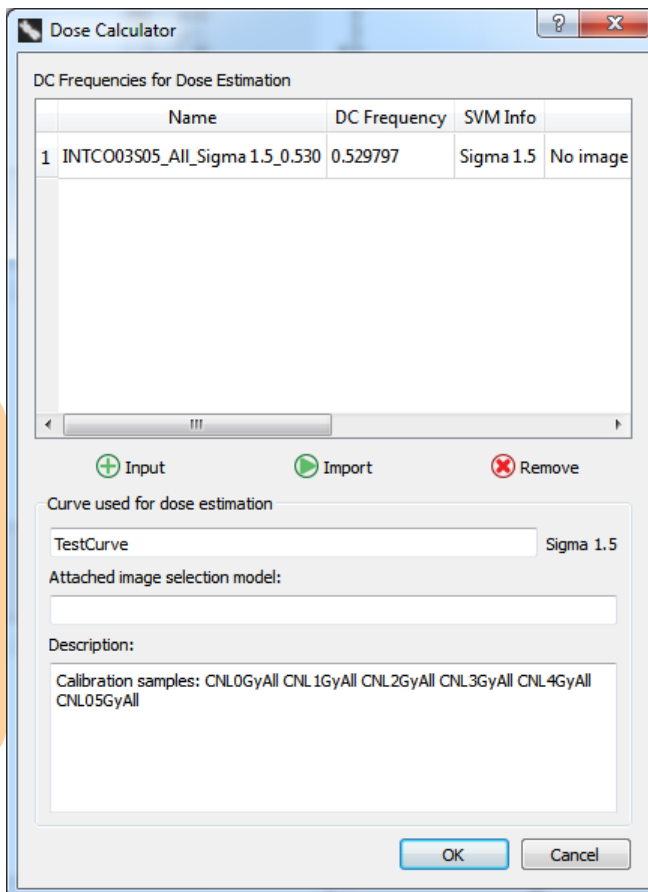 Dose Calculator
DC Frequencies for Dose Estimation
Name DC Frequency SVM Info
1 INTCO03S05_All_Sigma 1.5_0.530 0.529797 Sigma 1.5 No image
Input Import Remove
Curve used for dose estimation
TestCurve Sigma 1.5
Attached image selection model:
Description:
Calibration samples: CNL0GyAll CNL1GyAll CNL2GyAll CNL3GyAll CNL4GyAll
CNL05GyAll
OK Cancel